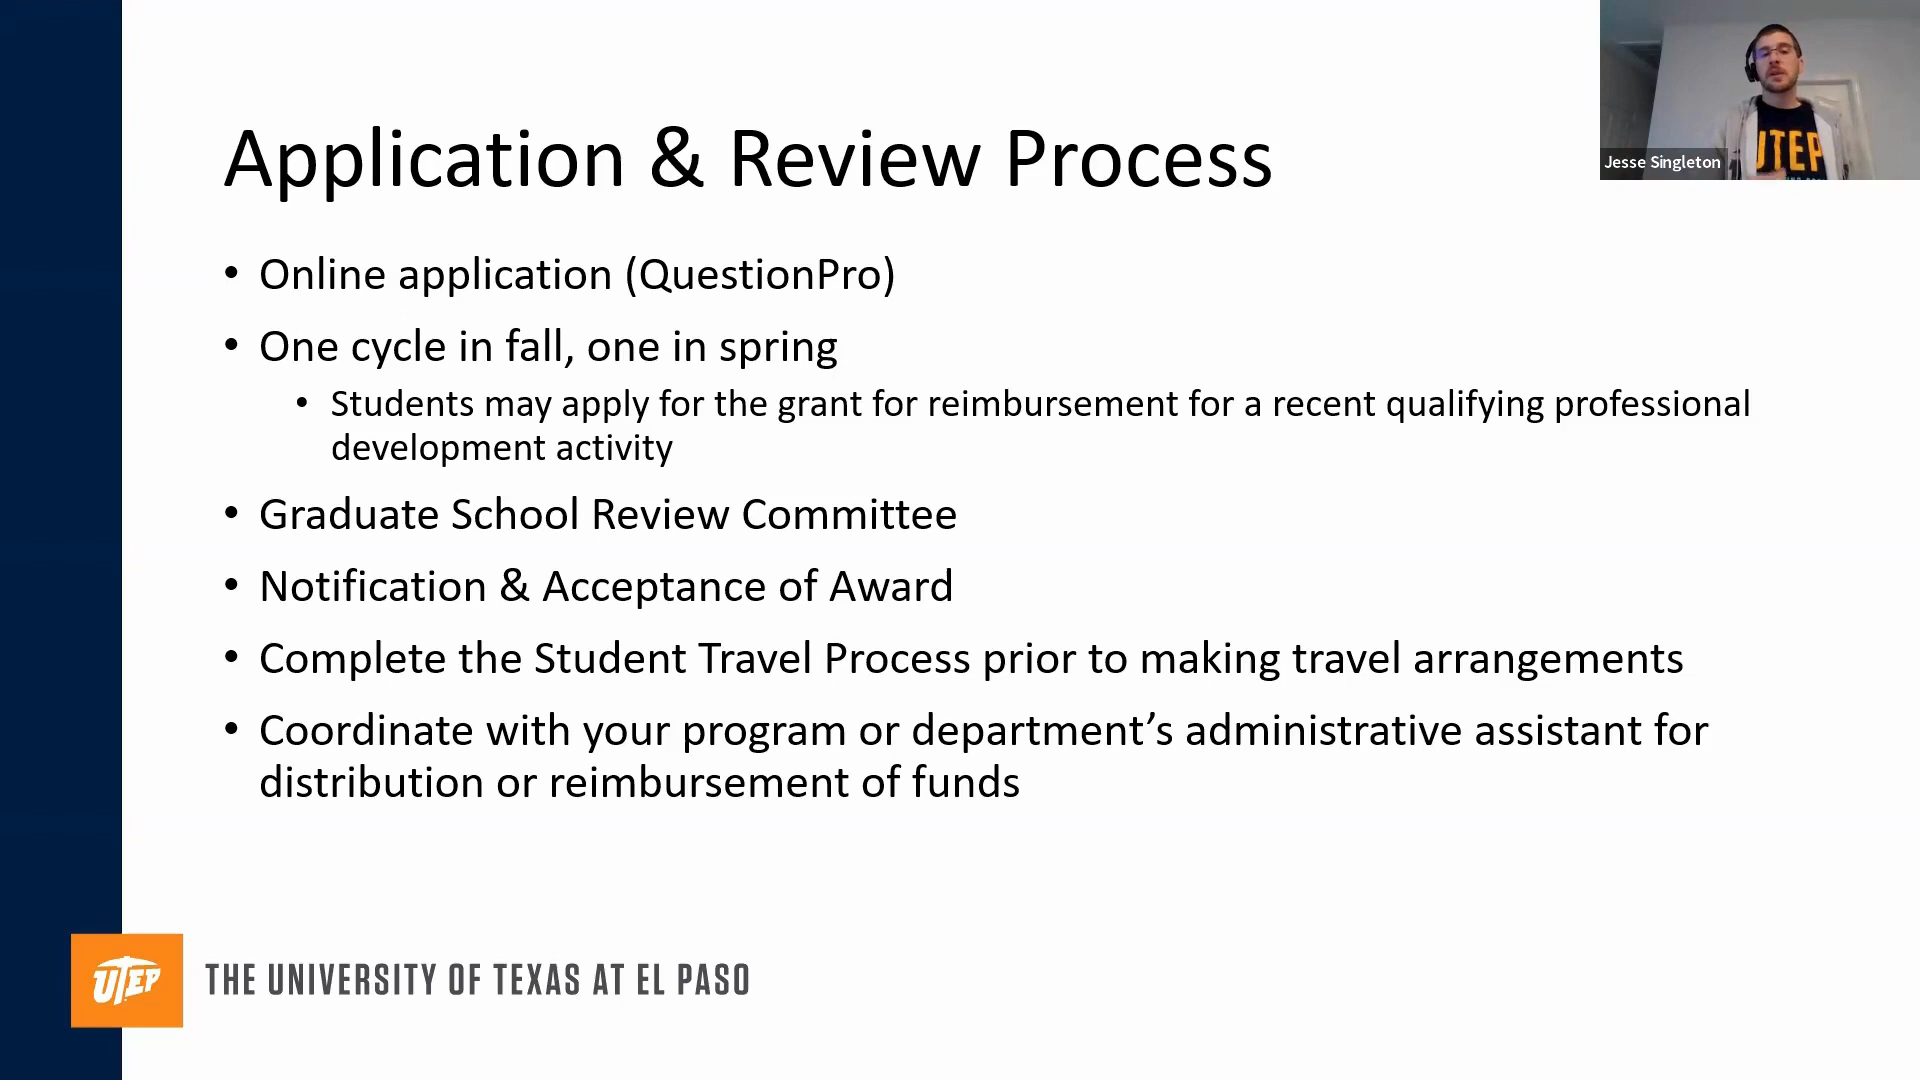 Application & Review Process
• Online application (QuestionPro)
• One cycle in fall, one in spring
• Students may apply for the grant for reimbursement for a recent qualifying professional
development activity
• Graduate School Review Committee
• Notification & Acceptance of Award
• Complete the Student Travel Process prior to making travel arrangements
• Coordinate with your program or department’s administrative assistant for
distribution or reimbursement of funds
UTEP
Jesse Singleton
UTEP
THE UNIVERSITY OF TEXAS AT EL PASO